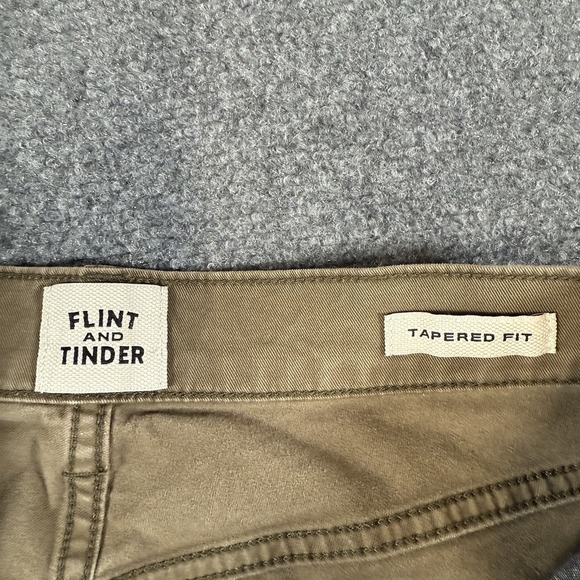 FLINT
AND
TINDER
TAPERED FIT